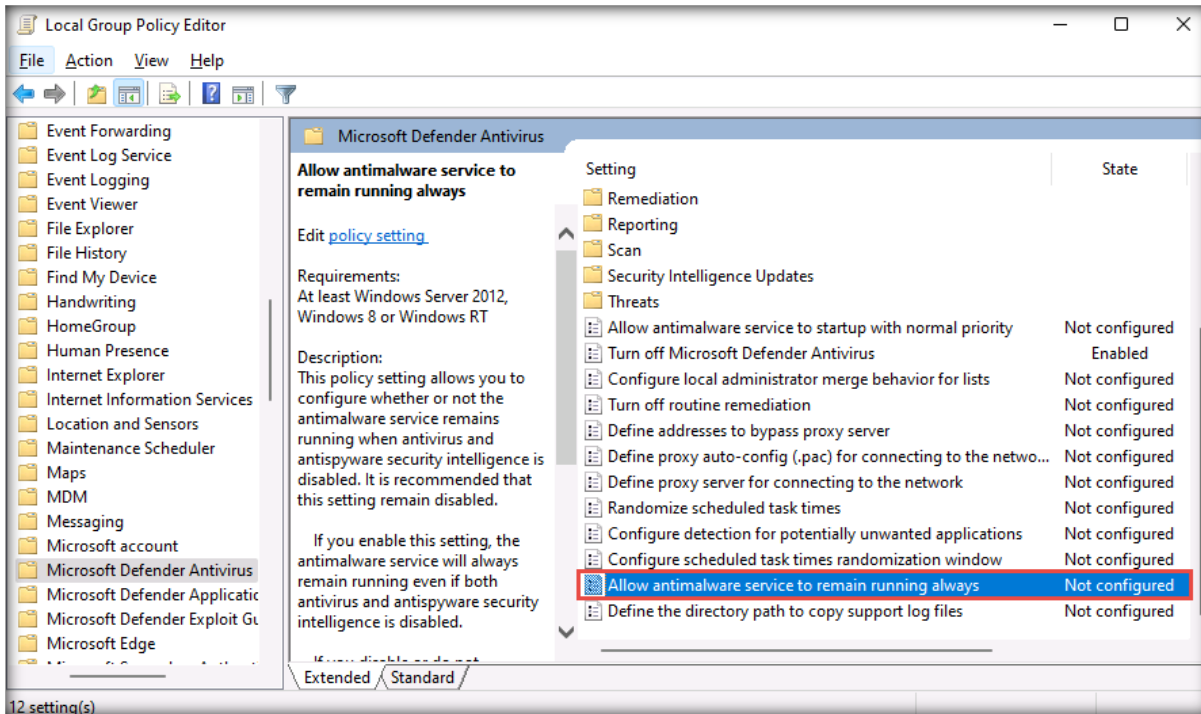 Local Group Policy Editor
File Action View Help
Event Forwarding
Event Log Service
Event Logging
Event Viewer
File Explorer
File History
Find My Device
Handwriting
HomeGroup
Human Presence
Internet Explorer
Internet Information Services
Location and Sensors
Maintenance Scheduler
Maps
MDM
Messaging
Microsoft account
Microsoft Defender Antivirus
Microsoft Defender Applicatic
Microsoft Defender Exploit Gu
Microsoft Edge
Microsoft Defender Antivirus
Allow antimalware service to
remain running always
Edit policy setting
Requirements:
At least Windows Server 2012,
Windows 8 or Windows RT
Description:
This policy setting allows you to
configure whether or not the
antimalware service remains
running when antivirus and
antispyware security intelligence is
disabled. It is recommended that
this setting remain disabled.
If you enable this setting, the
antimalware service will always
remain running even if both
antivirus and antispyware security
intelligence is disabled.
If you disable or do not
Setting State
Remediation
Reporting
Scan
Security Intelligence Updates
Threats
Allow antimalware service to startup with normal priority Not configured
Turn off Microsoft Defender Antivirus Enabled
Configure local administrator merge behavior for lists Not configured
Turn off routine remediation Not configured
Define addresses to bypass proxy server Not configured
Define proxy auto-config (.pac) for connecting to the netwo... Not configured
Define proxy server for connecting to the network Not configured
Randomize scheduled task times Not configured
Configure detection for potentially unwanted applications Not configured
Configure scheduled task times randomization window Not configured
Allow antimalware service to remain running always Not configured
Define the directory path to copy support log files Not configured
Extended Standard
12 setting(s)